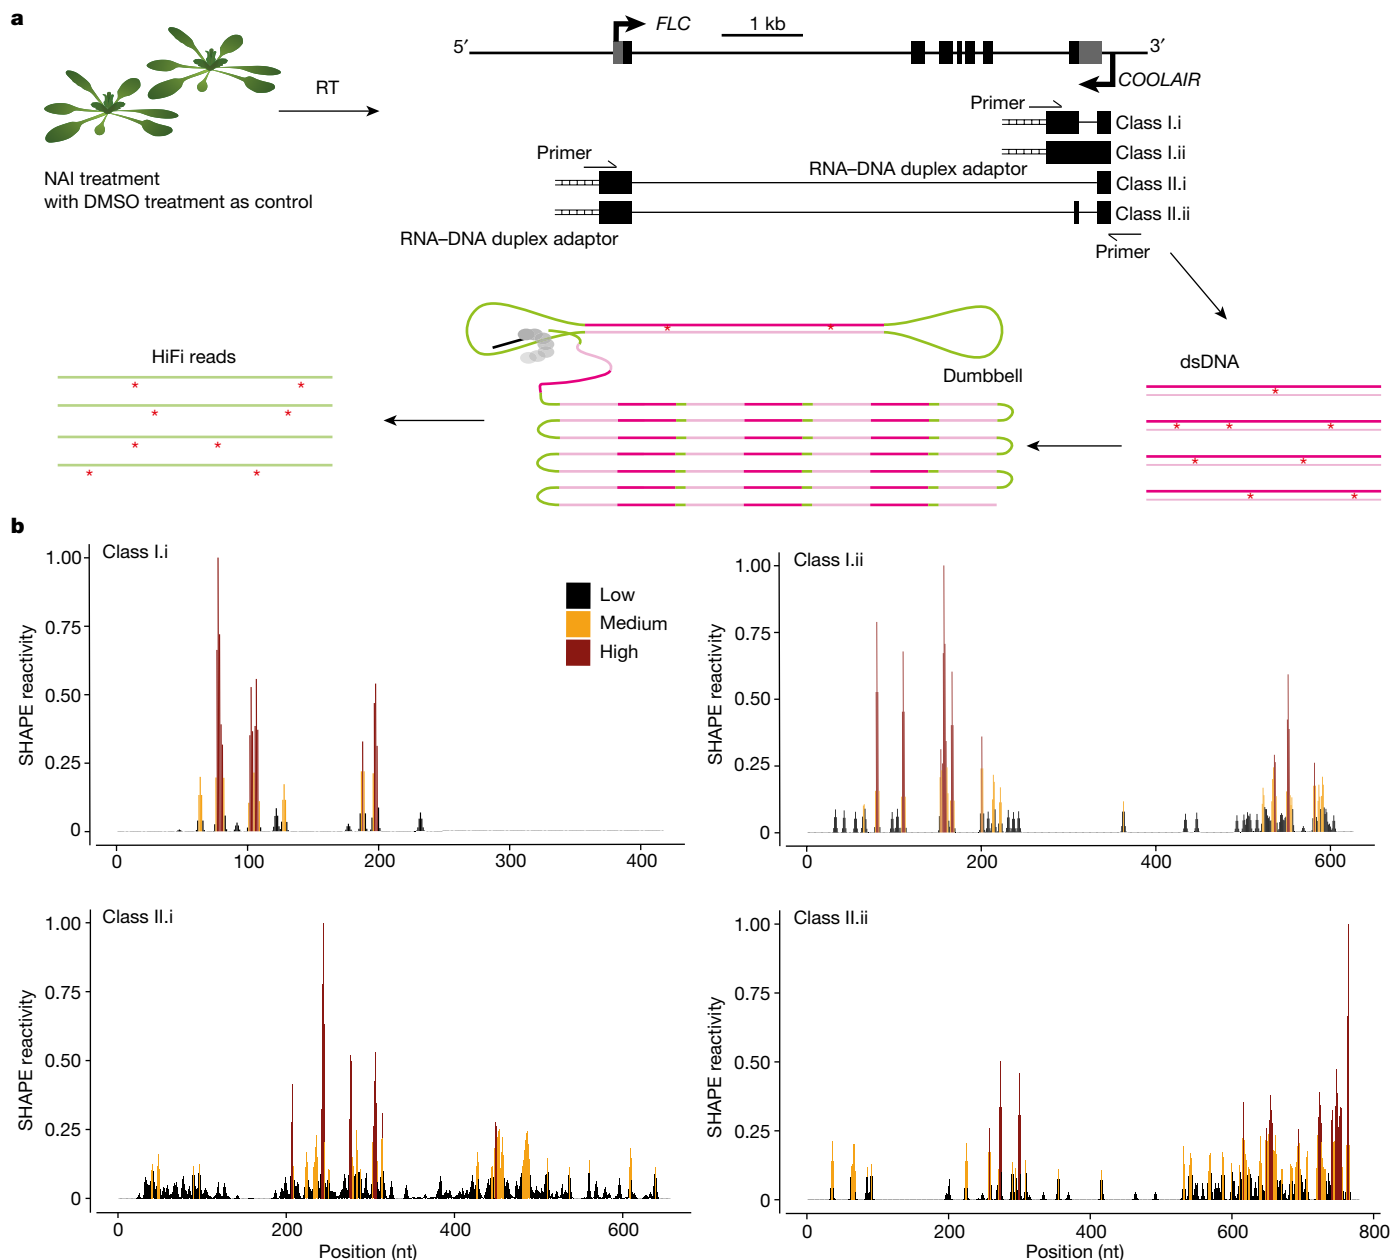 a
5′
FLC
1 kb
3′
COOLAIR
RT
Primer
Class I.i
Class I.ii
Primer
RNA–DNA duplex adaptor
Class II.i
Class II.ii
NAI treatment
with DMSO treatment as control
RNA–DNA duplex adaptor
Primer
HiFi reads
Dumbbell
dsDNA
* * * * * * * *
* *
* * * * * * * *
b
Class I.i
SHAPE reactivity
1.00
0.75
0.50
0.25
0
0 100 200 300 400
Low
Medium
High
Class I.ii
SHAPE reactivity
1.00
0.75
0.50
0.25
0
0 200 400 600
Class II.i
SHAPE reactivity
1.00
0.75
0.50
0.25
0
0 200 400 600
Position (nt)
Class II.ii
SHAPE reactivity
1.00
0.75
0.50
0.25
0
0 200 400 600 800
Position (nt)